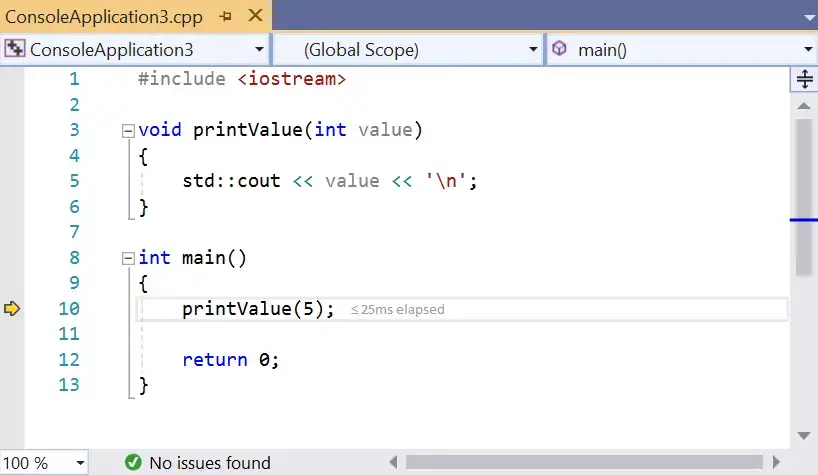 ConsoleApplication3.cpp
ConsoleApplication3 (Global Scope) main()
1 #include <iostream>
2
3 void printValue(int value)
4 {
5 std::cout << value << '\n';
6 }
7
8 int main()
9 {
10 printValue(5); ≤25ms elapsed
11
12 return 0;
13 }
100 % No issues found